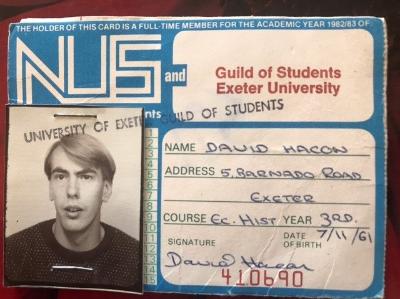 THE HOLDER OF THIS CARD IS A FULL-TIME MEMBER FOR THE ACADEMIC YEAR 1982/83 OF:
NUS and
Guild of Students
Exeter University
UNIVERSITY OF EXETER GUILD OF STUDENTS
NAME DAVID HACON
ADDRESS 5, BARNADO ROAD
EXETER
COURSE Ec. HIST YEAR 3RD.
SIGNATURE DATE OF BIRTH 7/11/61
David Hacon
410690